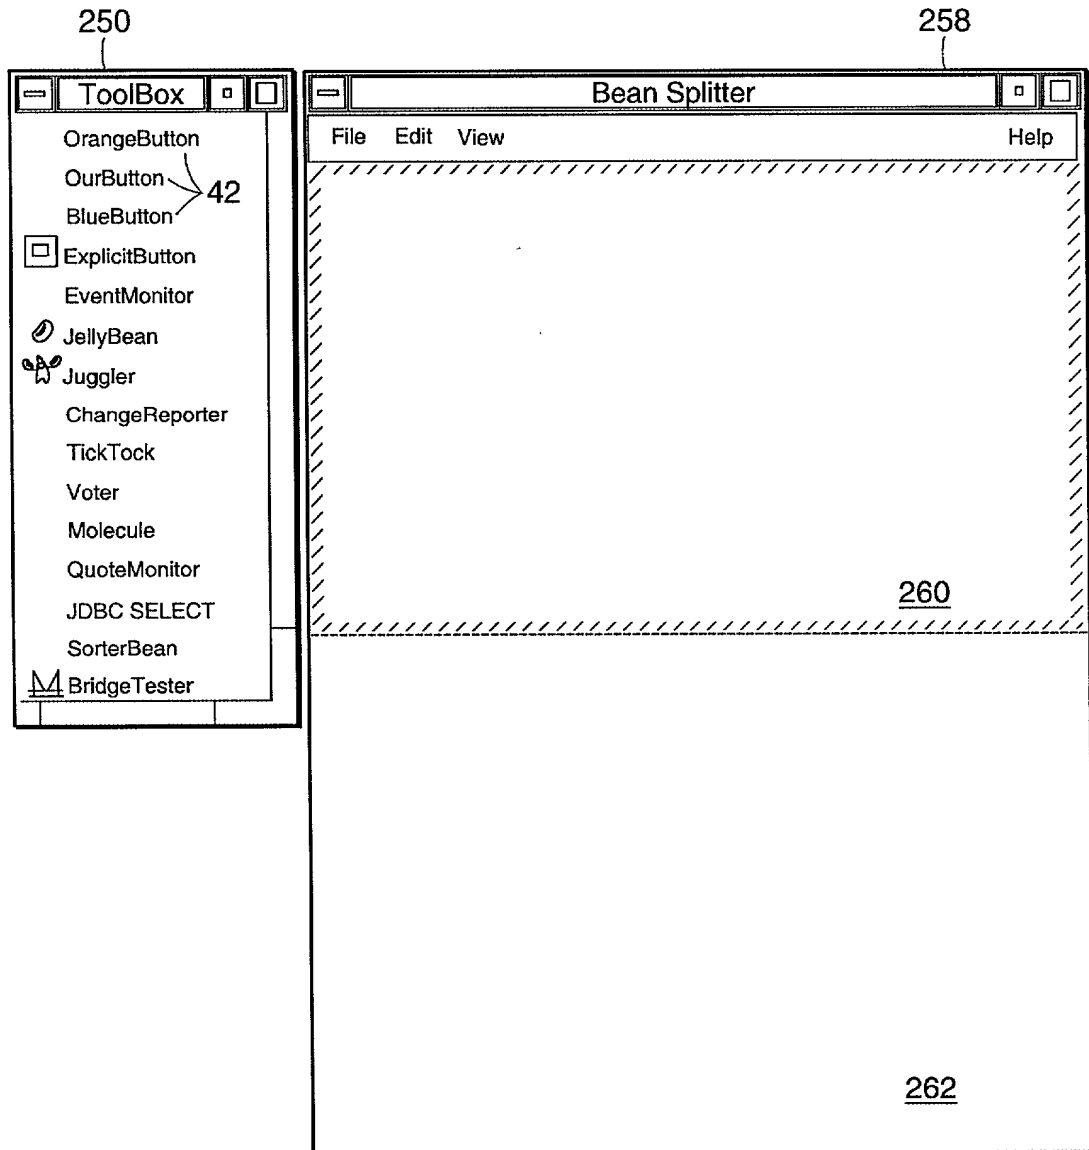 250
258
ToolBox
OrangeButton
OurButton
BlueButton
42
ExplicitButton
EventMonitor
JellyBean
Juggler
ChangeReporter
TickTock
Voter
Molecule
QuoteMonitor
JDBC SELECT
SorterBean
BridgeTester
Bean Splitter
File Edit View Help
260
262